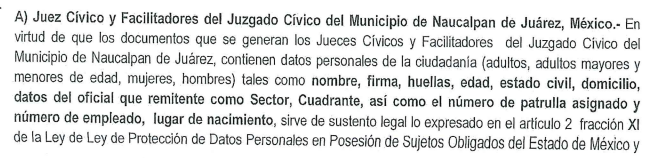 A) Juez Cívico y Facilitadores del Juzgado Cívico del Municipio de Naucalpan de Juárez, México.- En
virtud de que los documentos que se generan los Jueces Cívicos y Facilitadores del Juzgado Cívico del
Municipio de Naucalpan de Juárez, contienen datos personales de la ciudadanía (adultos, adultos mayores y
menores de edad, mujeres, hombres) tales como nombre, firma, huellas, edad, estado civil, domicilio,
datos del oficial que remitente como Sector, Cuadrante, así como el número de patrulla asignado y
número de empleado, lugar de nacimiento, sirve de sustento legal lo expresado en el artículo 2 fracción XI
de la Ley de Ley de Protección de Datos Personales en Posesión de Sujetos Obligados del Estado de México y